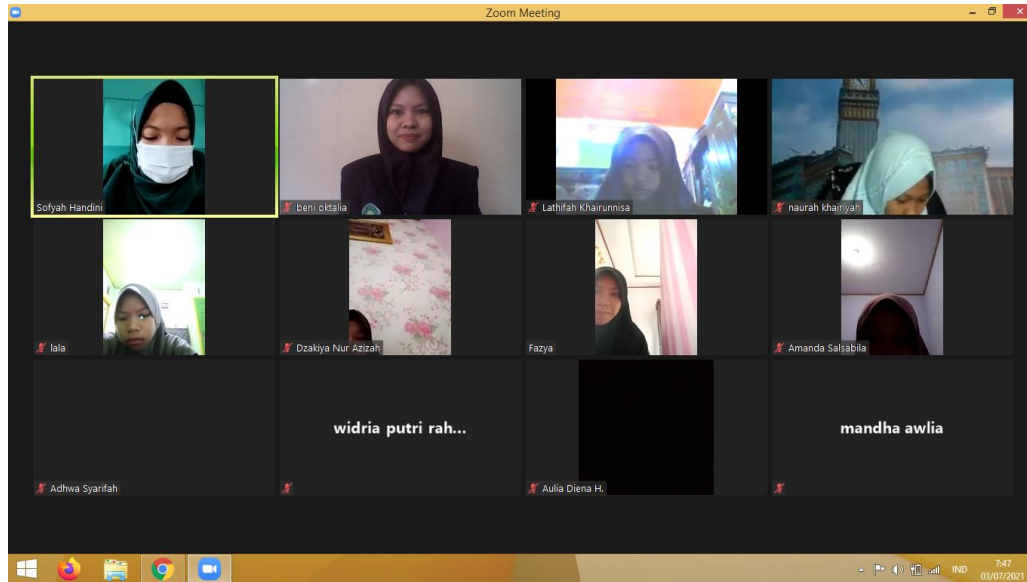 Zoom Meeting
Sofyah Handini
beni oktalia
Lathifah Khairunnisa
naurah khairiyah
lala
Dzakiya Nur Azizah
Fazya
Amanda Salsabila
widria putri rah...
mandha awlia
Adhwa Syarifah
Aulia Diena H.
IND
7:47
03/07/2021